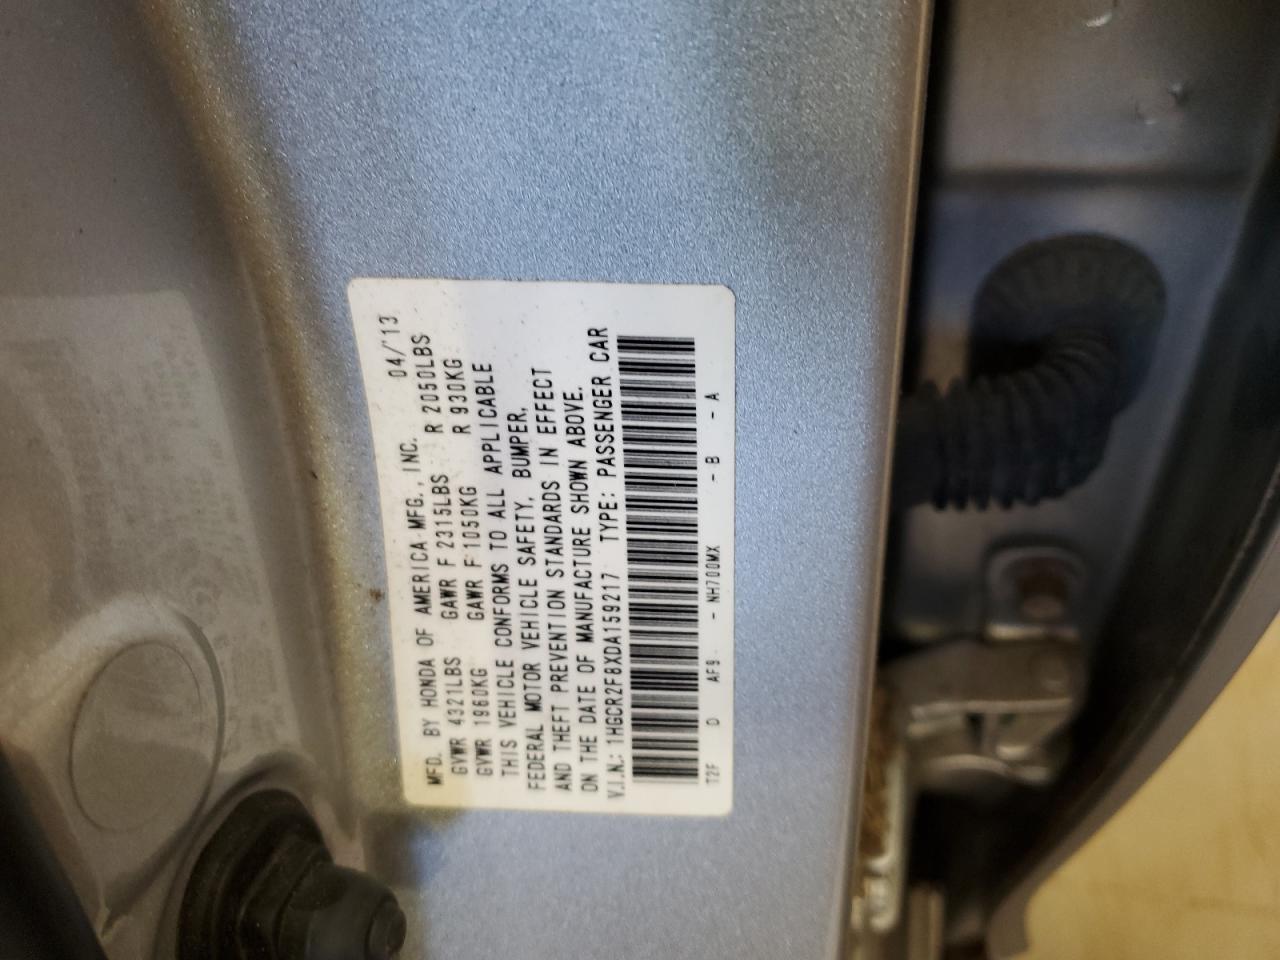 MFD. BY HONDA OF AMERICA MFG., INC. 04/'13
GVWR 4321LBS GAWR F 2315LBS R 2050LBS
GVWR 1960KG GAWR F 1050KG R 930KG
THIS VEHICLE CONFORMS TO ALL APPLICABLE
FEDERAL MOTOR VEHICLE SAFETY, BUMPER,
AND THEFT PREVENTION STANDARDS IN EFFECT
ON THE DATE OF MANUFACTURE SHOWN ABOVE.
V.I.N.: 1HGCR2F8XDA159217 TYPE: PASSENGER CAR
T2F D AF9 - NH700MX - B - A